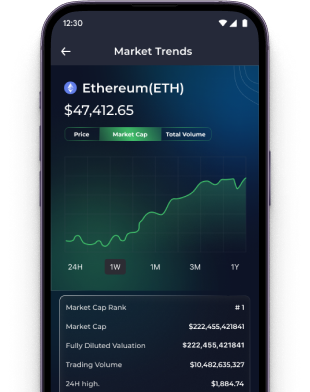 12:30
Market Trends
Ethereum(ETH)
$47,412.65
Price Market Cap Total Volume
24H 1W 1M 3M 1Y
Market Cap Rank # 1
Market Cap $222,455,421841
Fully Diluted Valuation $222,455,421841
Trading Volume $10,482,635,327
24H high. $1,884.74